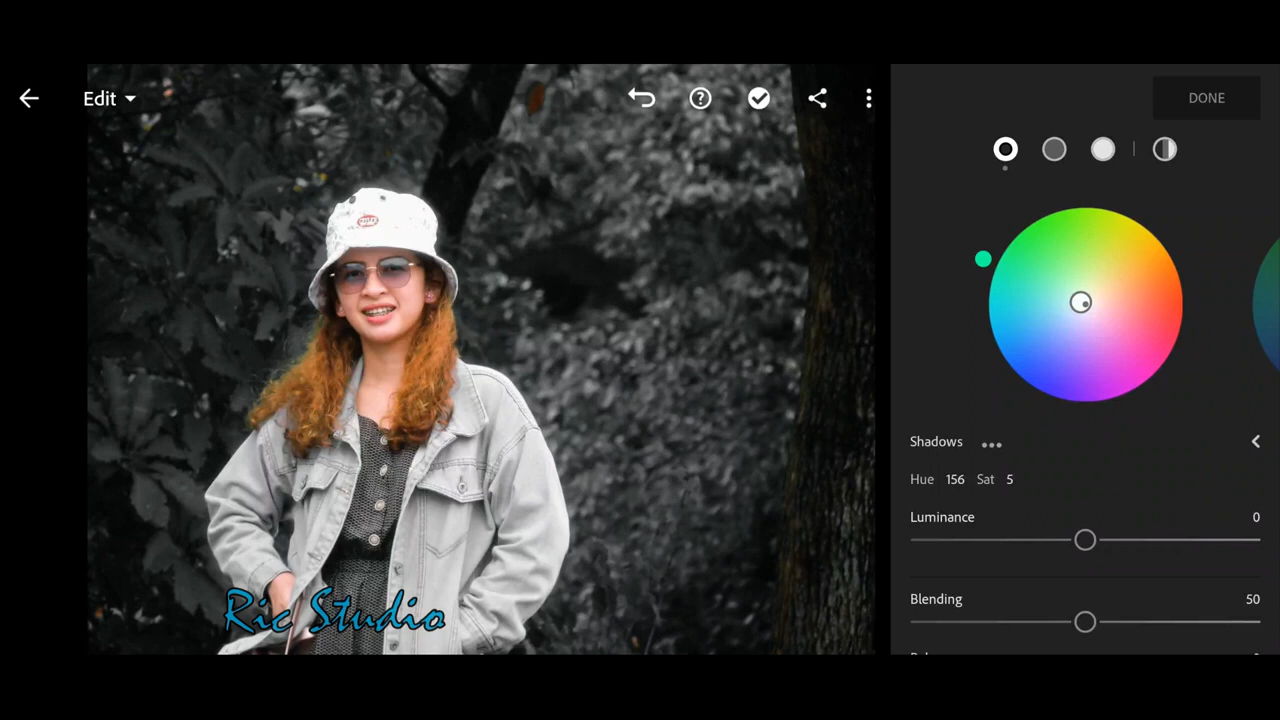 Edit
DONE
Shadows
Hue 156 Sat 5
Luminance 0
Blending 50
Ric Studio